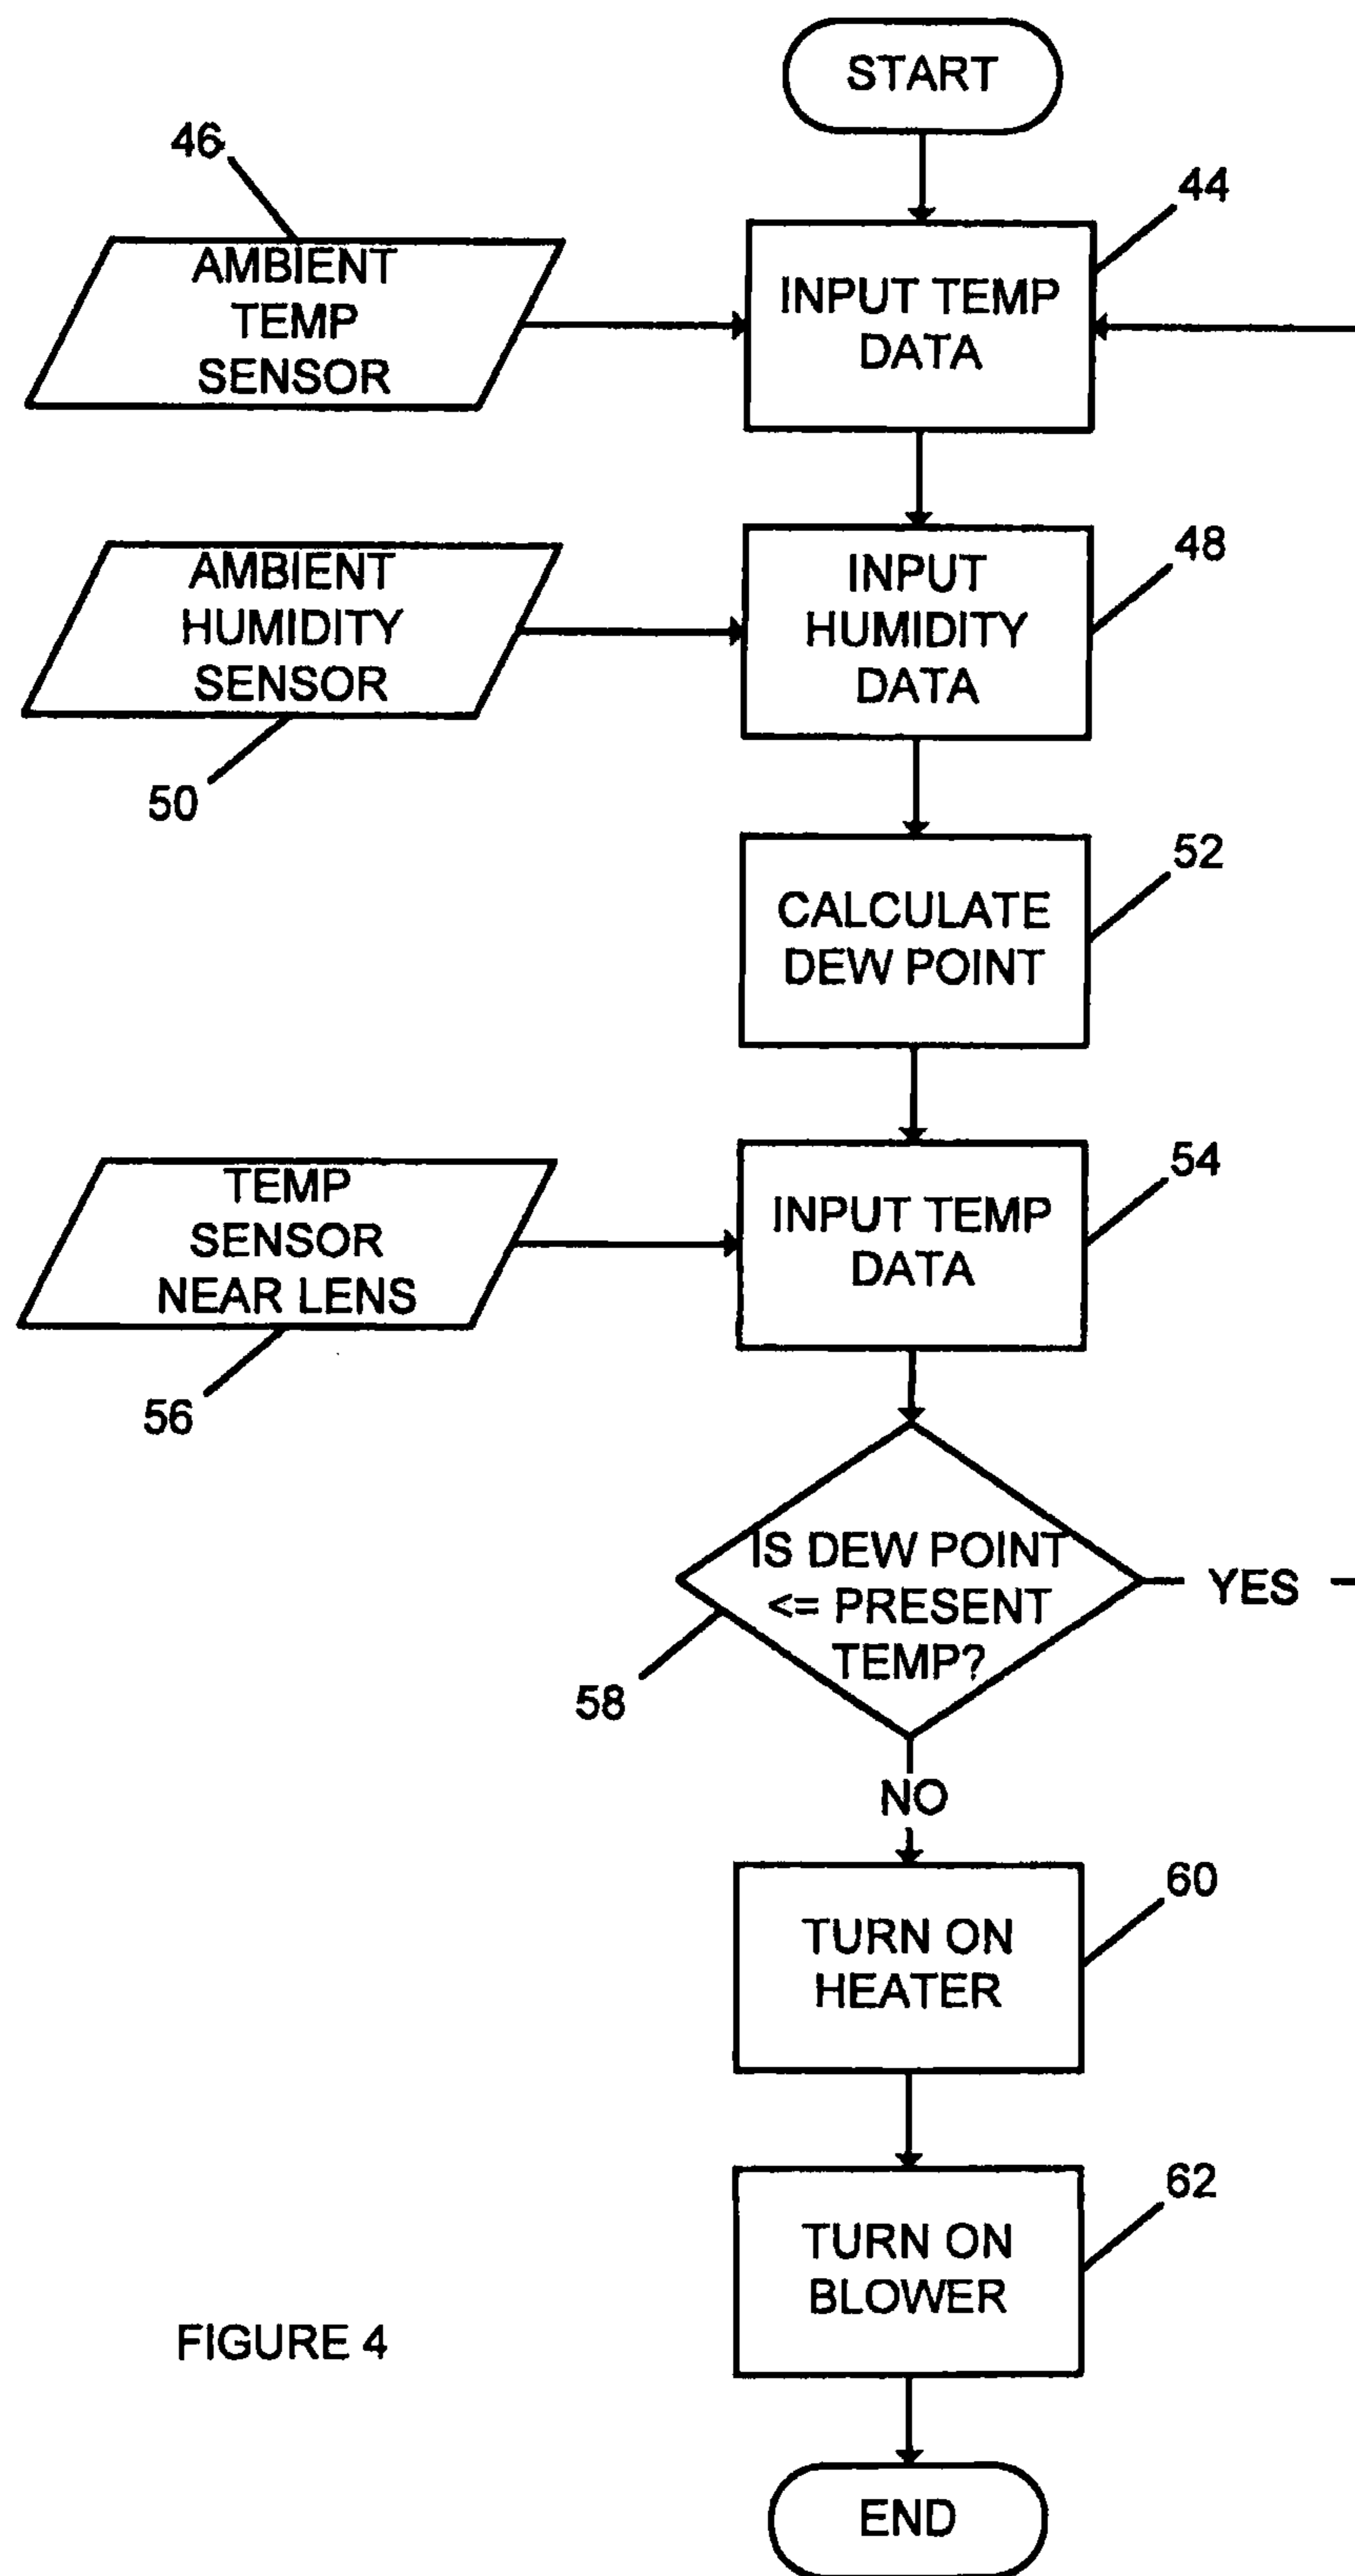 START
46
44
AMBIENT
TEMP
SENSOR
INPUT TEMP
DATA
48
AMBIENT
HUMIDITY
SENSOR
INPUT
HUMIDITY
DATA
50
52
CALCULATE
DEW POINT
54
TEMP
SENSOR
NEAR LENS
INPUT TEMP
DATA
56
IS DEW POINT
<= PRESENT
TEMP?
YES
58
NO
60
TURN ON
HEATER
62
TURN ON
BLOWER
FIGURE 4
END